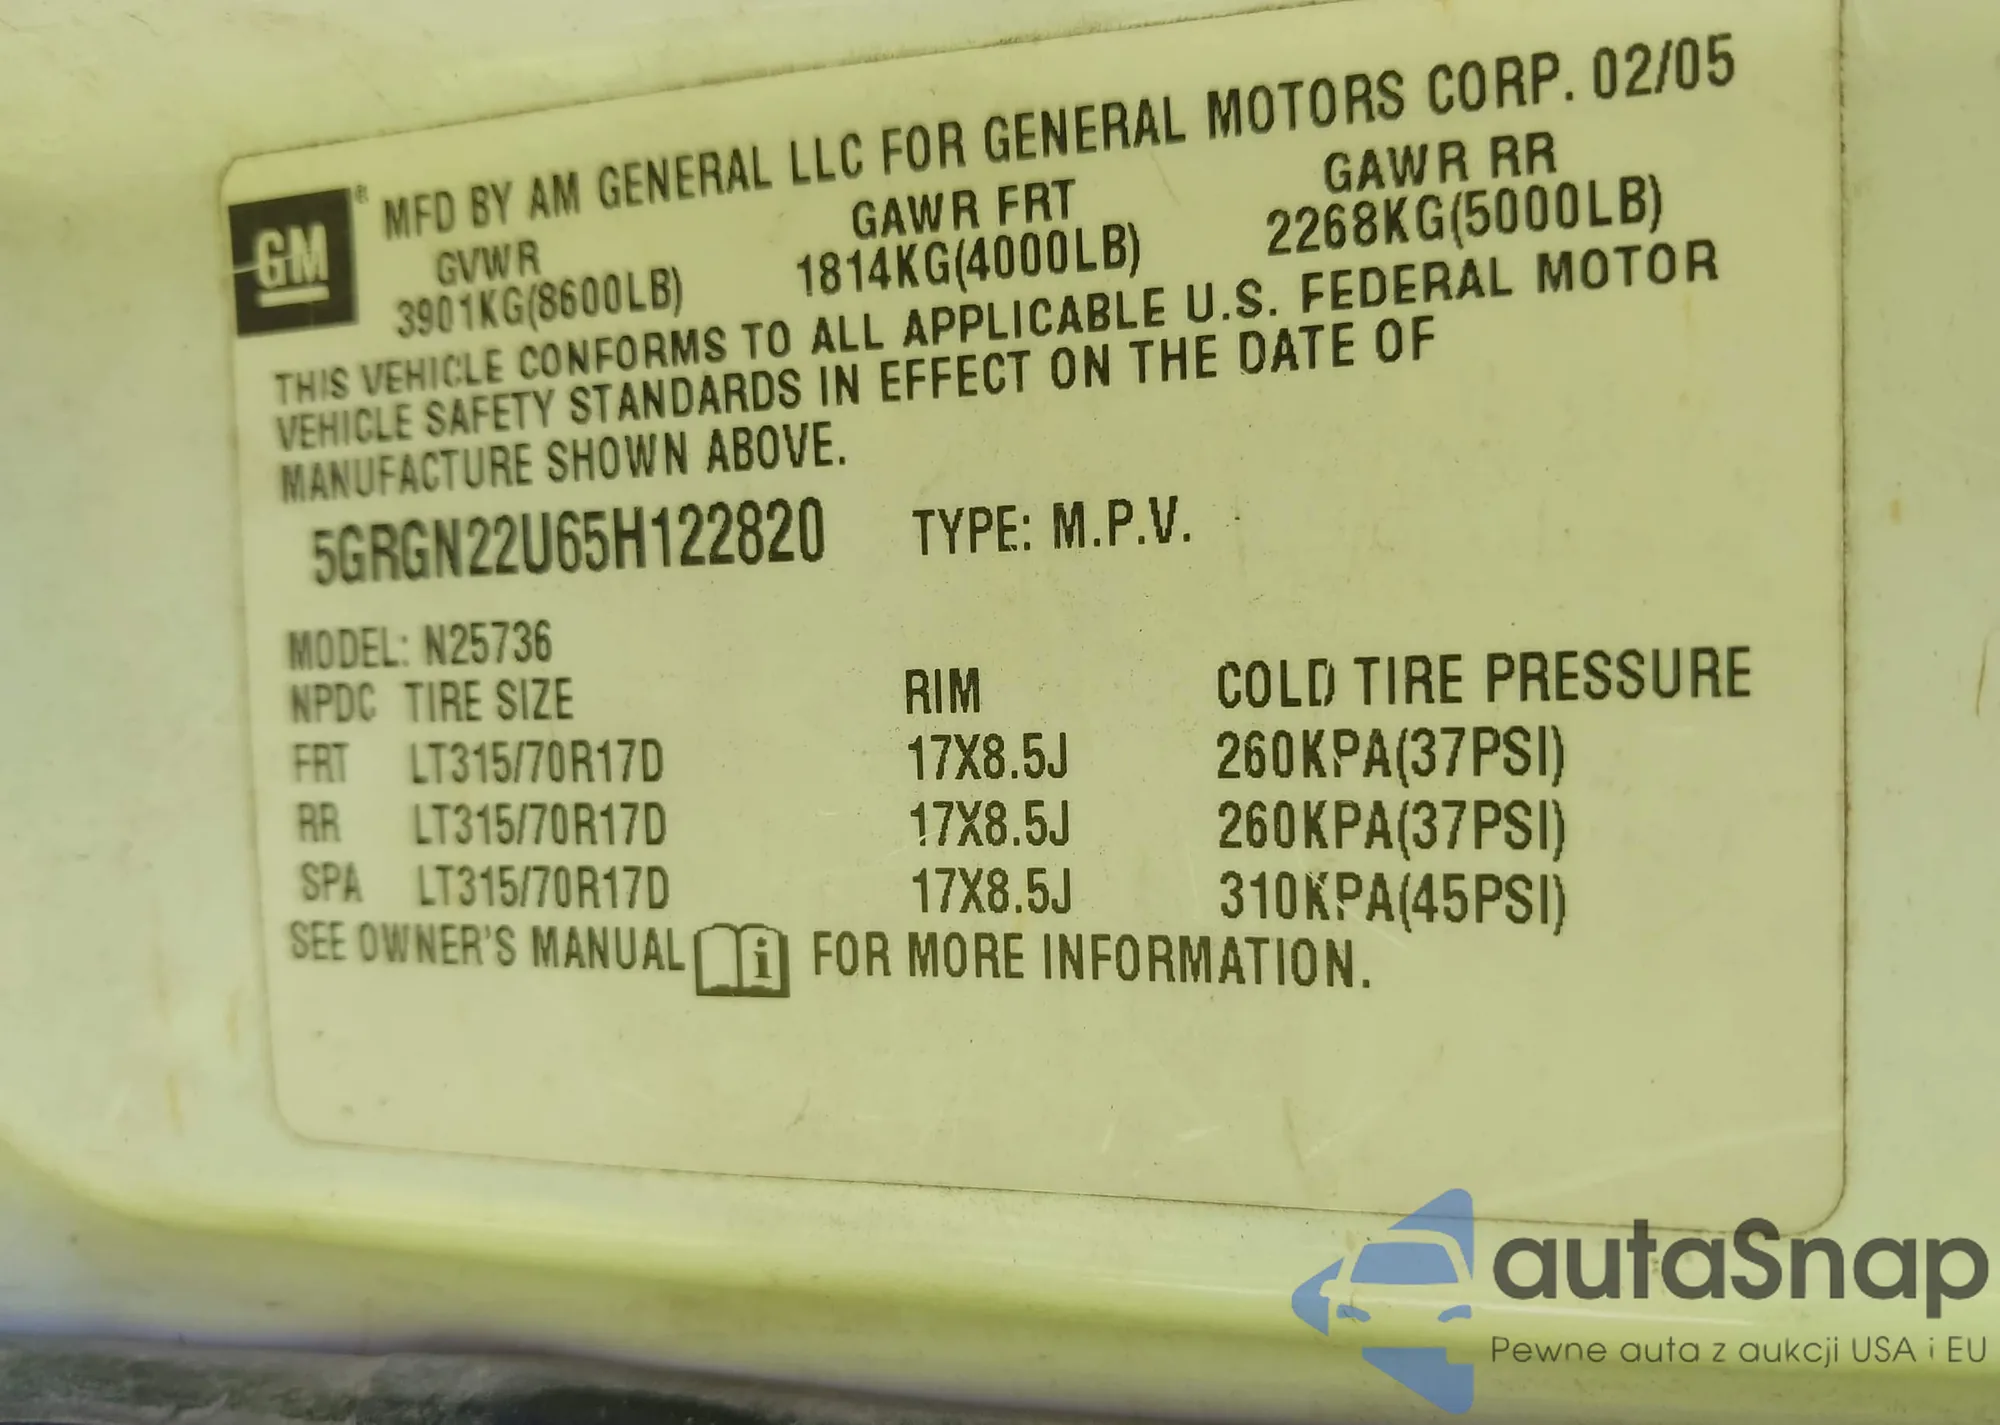 GM ® MFD BY AM GENERAL LLC FOR GENERAL MOTORS CORP. 02/05
GVWR GAWR FRT GAWR RR
3901KG(8600LB) 1814KG(4000LB) 2268KG(5000LB)
THIS VEHICLE CONFORMS TO ALL APPLICABLE U.S. FEDERAL MOTOR
VEHICLE SAFETY STANDARDS IN EFFECT ON THE DATE OF
MANUFACTURE SHOWN ABOVE.
5GRGN22U65H122820 TYPE: M.P.V.
MODEL: N25736
NPDC TIRE SIZE RIM COLD TIRE PRESSURE
FRT LT315/70R17D 17X8.5J 260KPA(37PSI)
RR LT315/70R17D 17X8.5J 260KPA(37PSI)
SPA LT315/70R17D 17X8.5J 310KPA(45PSI)
SEE OWNER'S MANUAL i FOR MORE INFORMATION.
autaSnap
Pewne auta z aukcji USA i EU